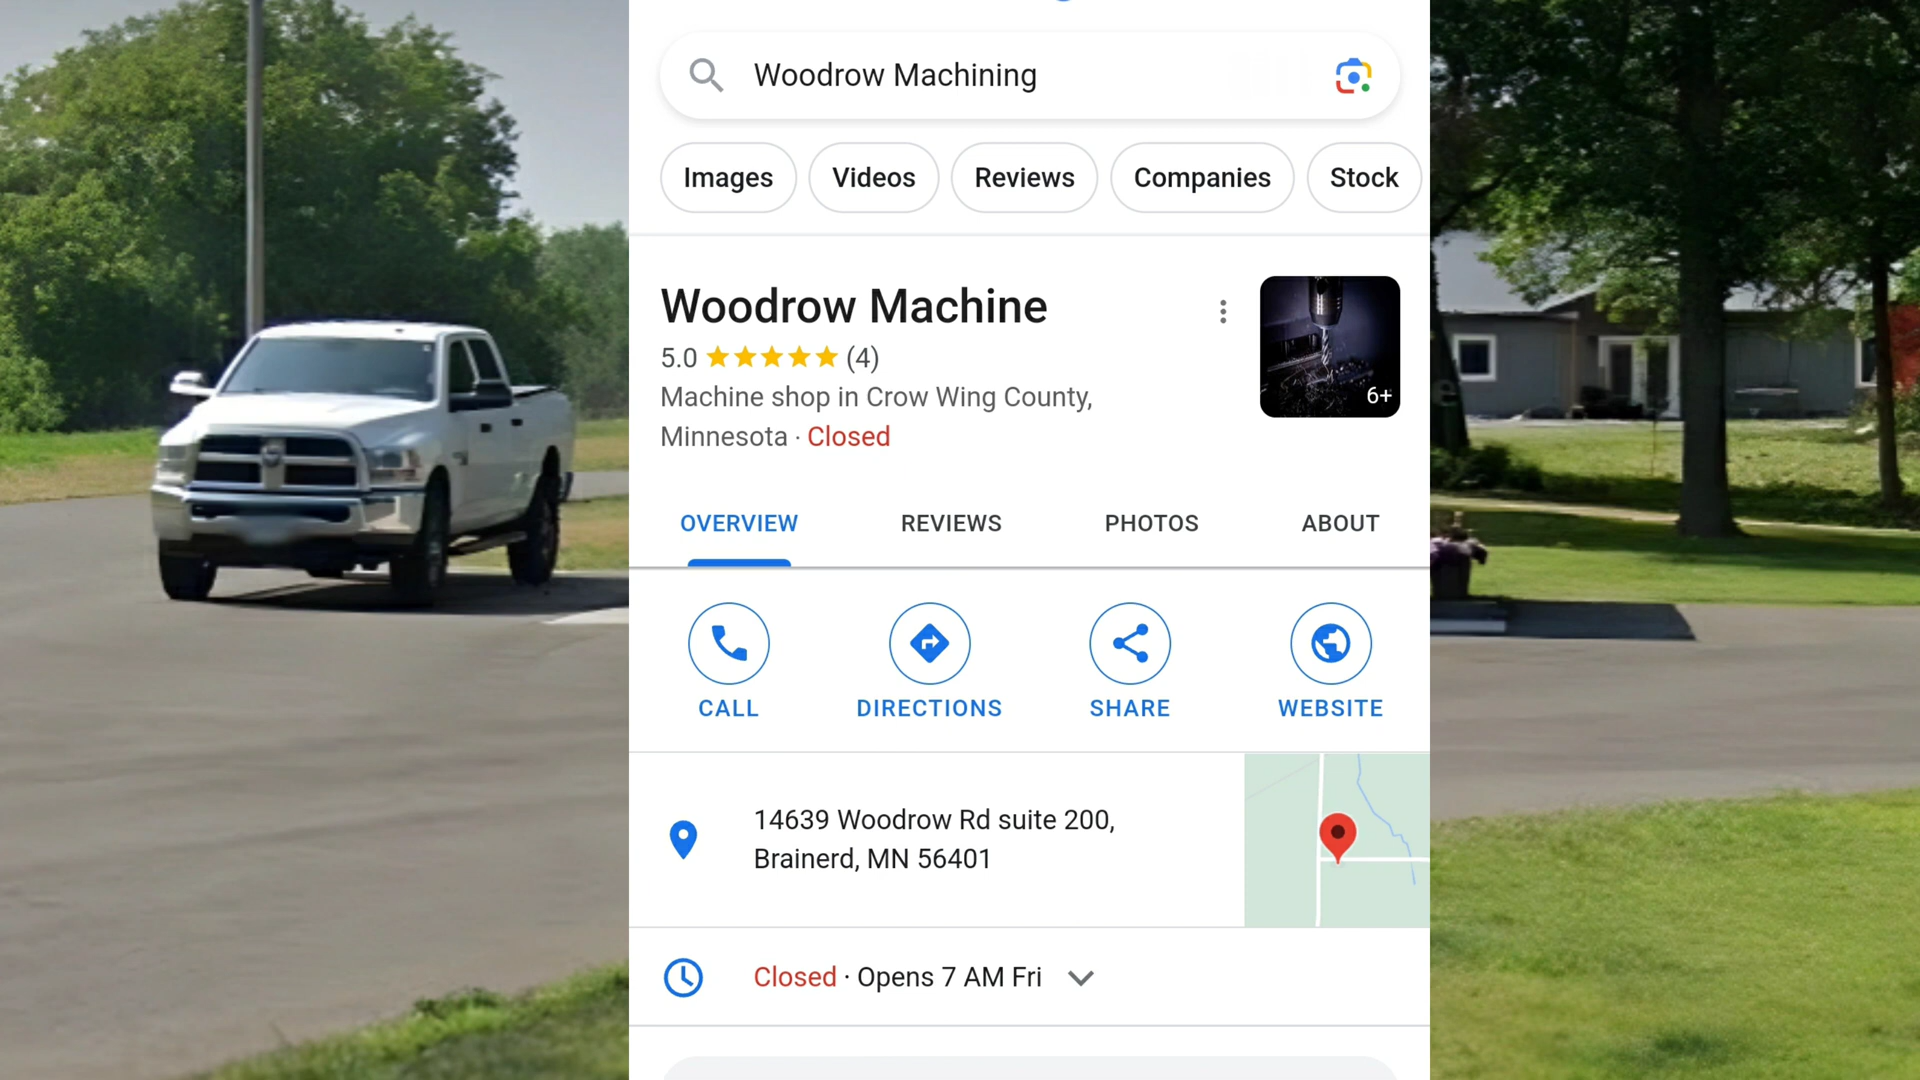 Woodrow Machining
Images Videos Reviews Companies Stock
Woodrow Machine
5.0 (4)
Machine shop in Crow Wing County,
Minnesota · Closed
6+
OVERVIEW REVIEWS PHOTOS ABOUT
CALL DIRECTIONS SHARE WEBSITE
14639 Woodrow Rd suite 200,
Brainerd, MN 56401
Closed · Opens 7 AM Fri